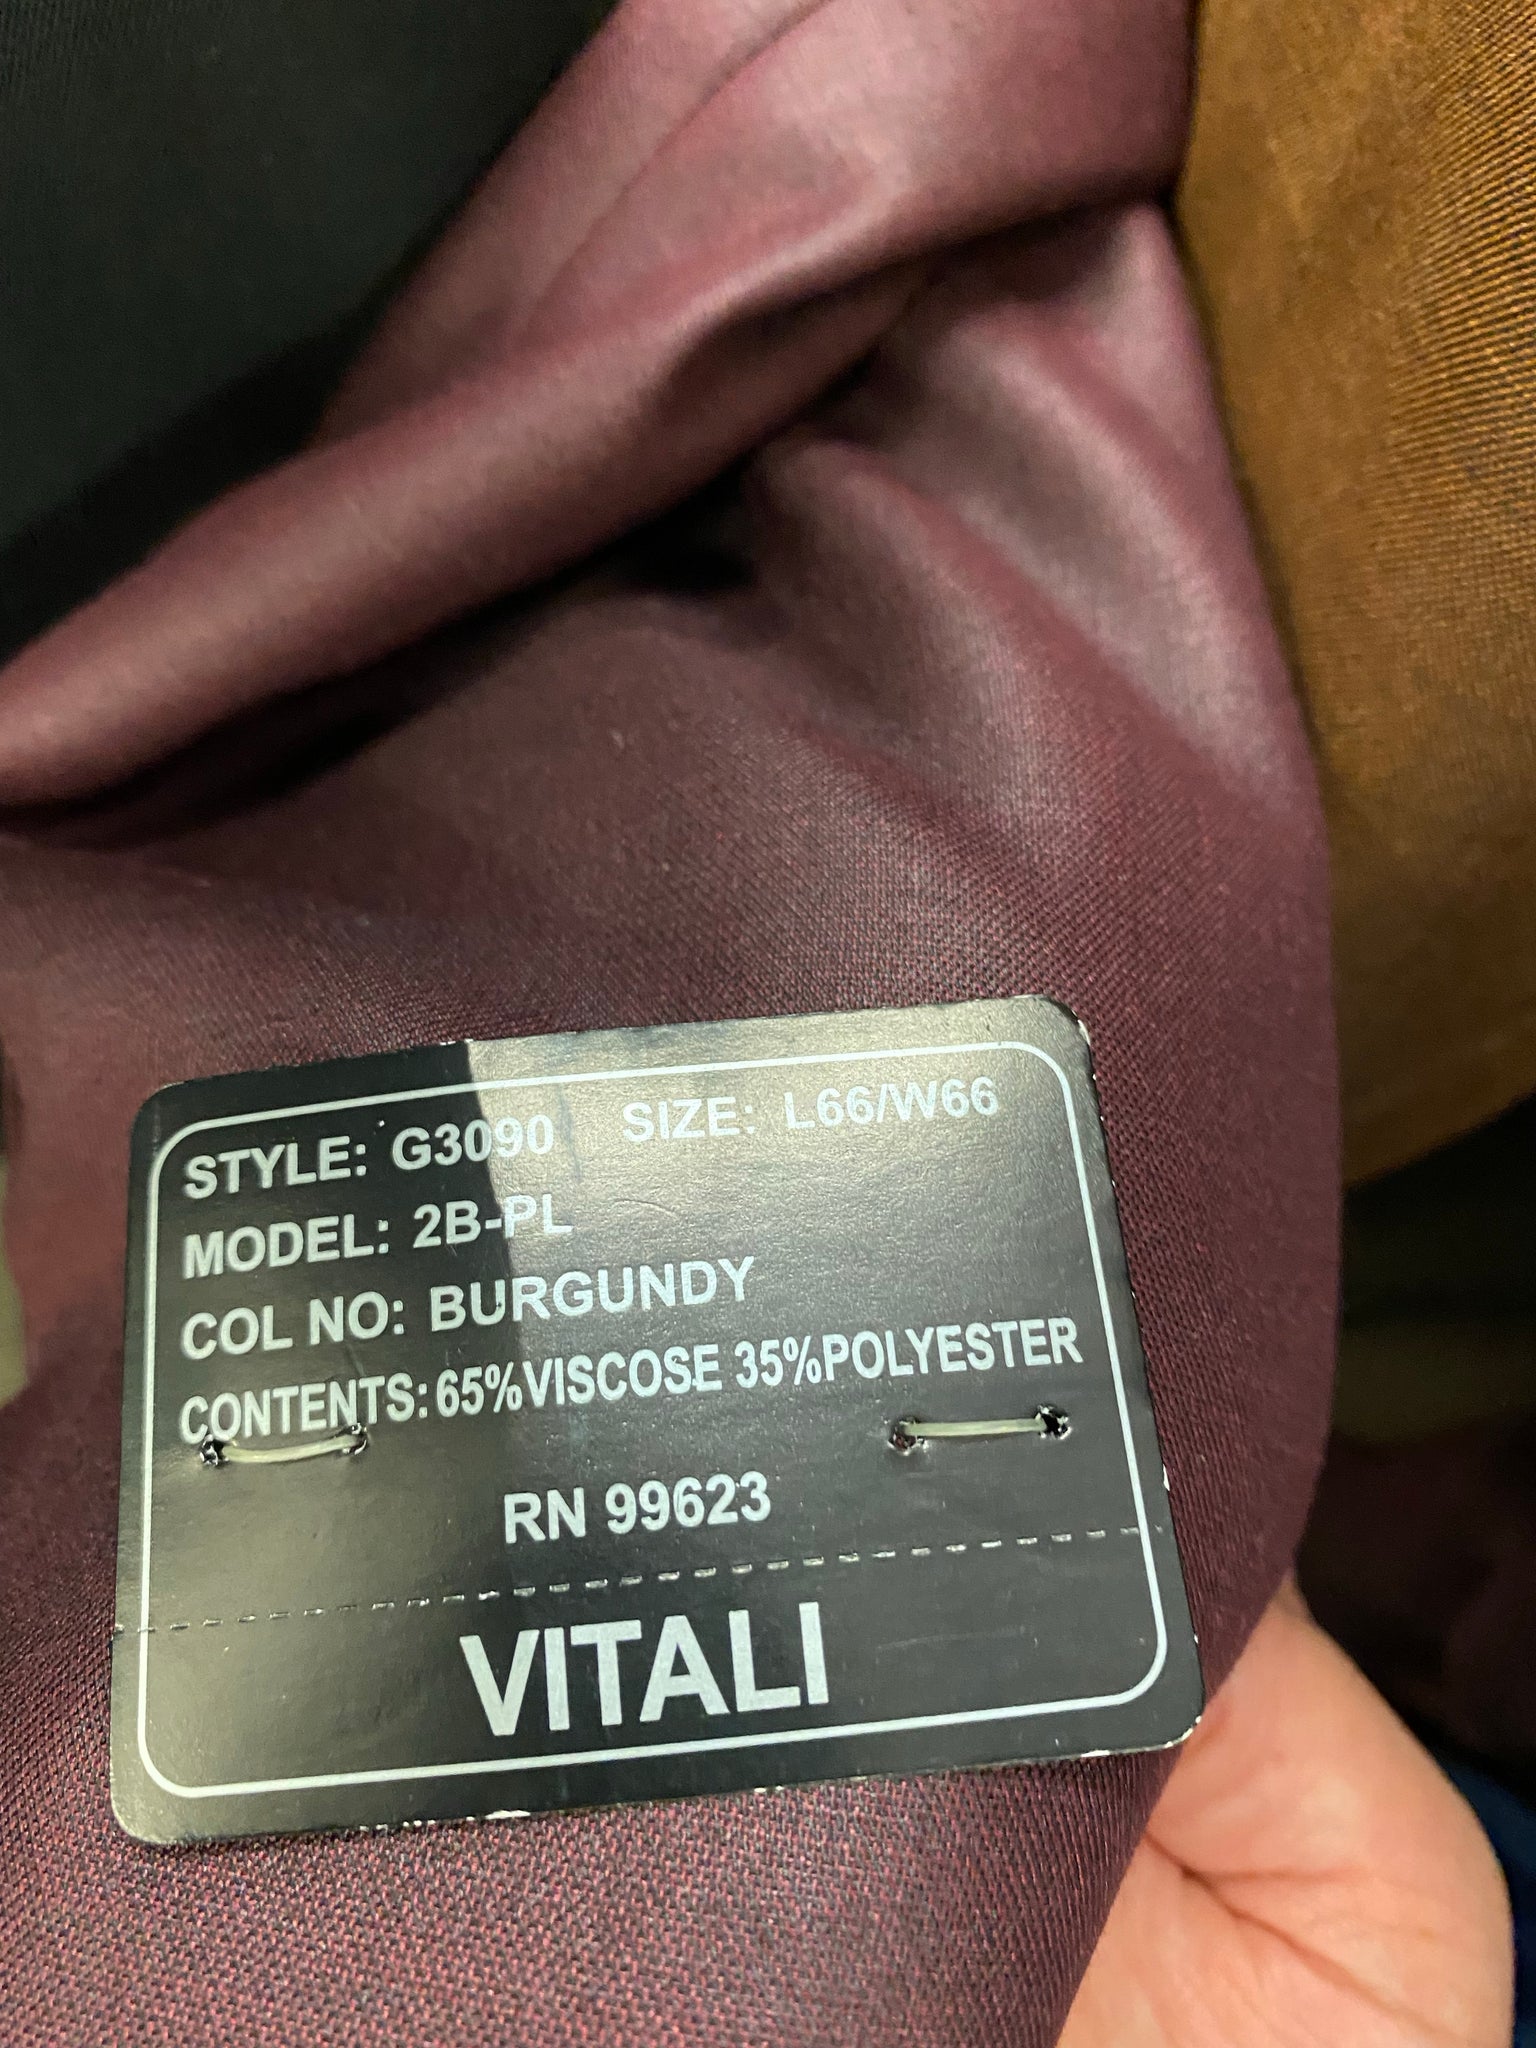 STYLE: G3090 SIZE: L66/W66
MODEL: 2B-PL
COL NO: BURGUNDY
CONTENTS: 65%VISCOSE 35%POLYESTER
RN 99623
VITALI